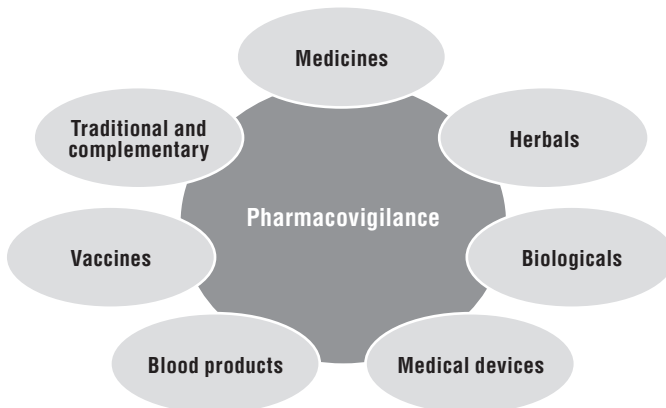 Medicines
Traditional and
complementary
Herbals
Pharmacovigilance
Vaccines
Biologicals
Blood products
Medical devices